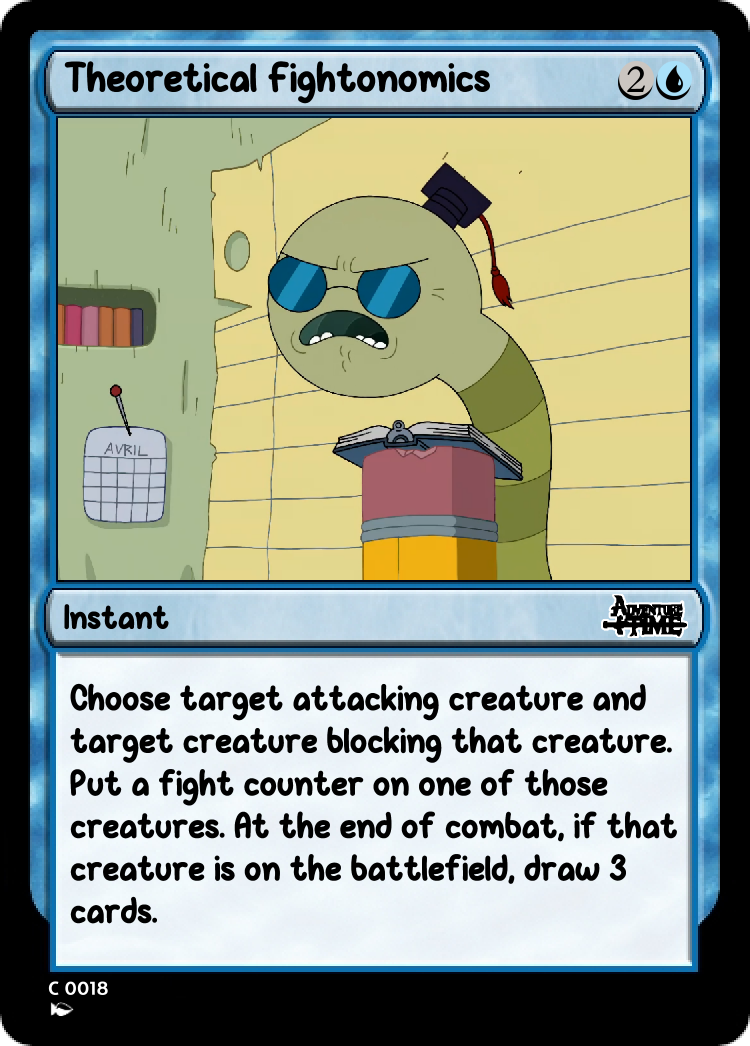 Theoretical Fightonomics 2
AVRIL
Instant
ADVENTURE
TIME
Choose target attacking creature and
target creature blocking that creature.
Put a fight counter on one of those
creatures. At the end of combat, if that
creature is on the battlefield, draw 3
cards.
C 0018